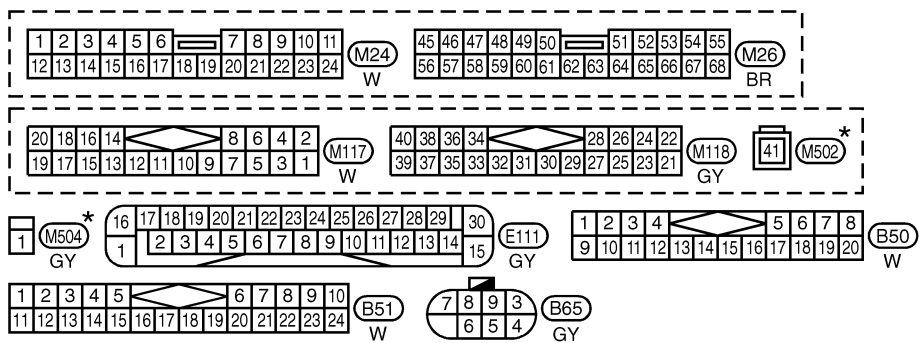 1 2 3 4 5 6 7 8 9 10 11 45 46 47 48 49 50 51 52 53 54 55
M24 M26
12 13 14 15 16 17 18 19 20 21 22 23 24 56 57 58 59 60 61 62 63 64 65 66 67 68
W BR
20 18 16 14 8 6 4 2 40 38 36 34 28 26 24 22 *
M117 M118 41 M502
19 17 15 13 12 11 10 9 7 5 3 1 39 37 35 33 32 31 30 29 27 25 23 21
W GY
* 16 17 18 19 20 21 22 23 24 25 26 27 28 29 30 1 2 3 4 5 6 7 8
1 M504 E111 B50
1 2 3 4 5 6 7 8 9 10 11 12 13 14 15 9 10 11 12 13 14 15 16 17 18 19 20
GY GY W
1 2 3 4 5 6 7 8 9 10 7 8 9 3
B51 B65
11 12 13 14 15 16 17 18 19 20 21 22 23 24 6 5 4
W GY